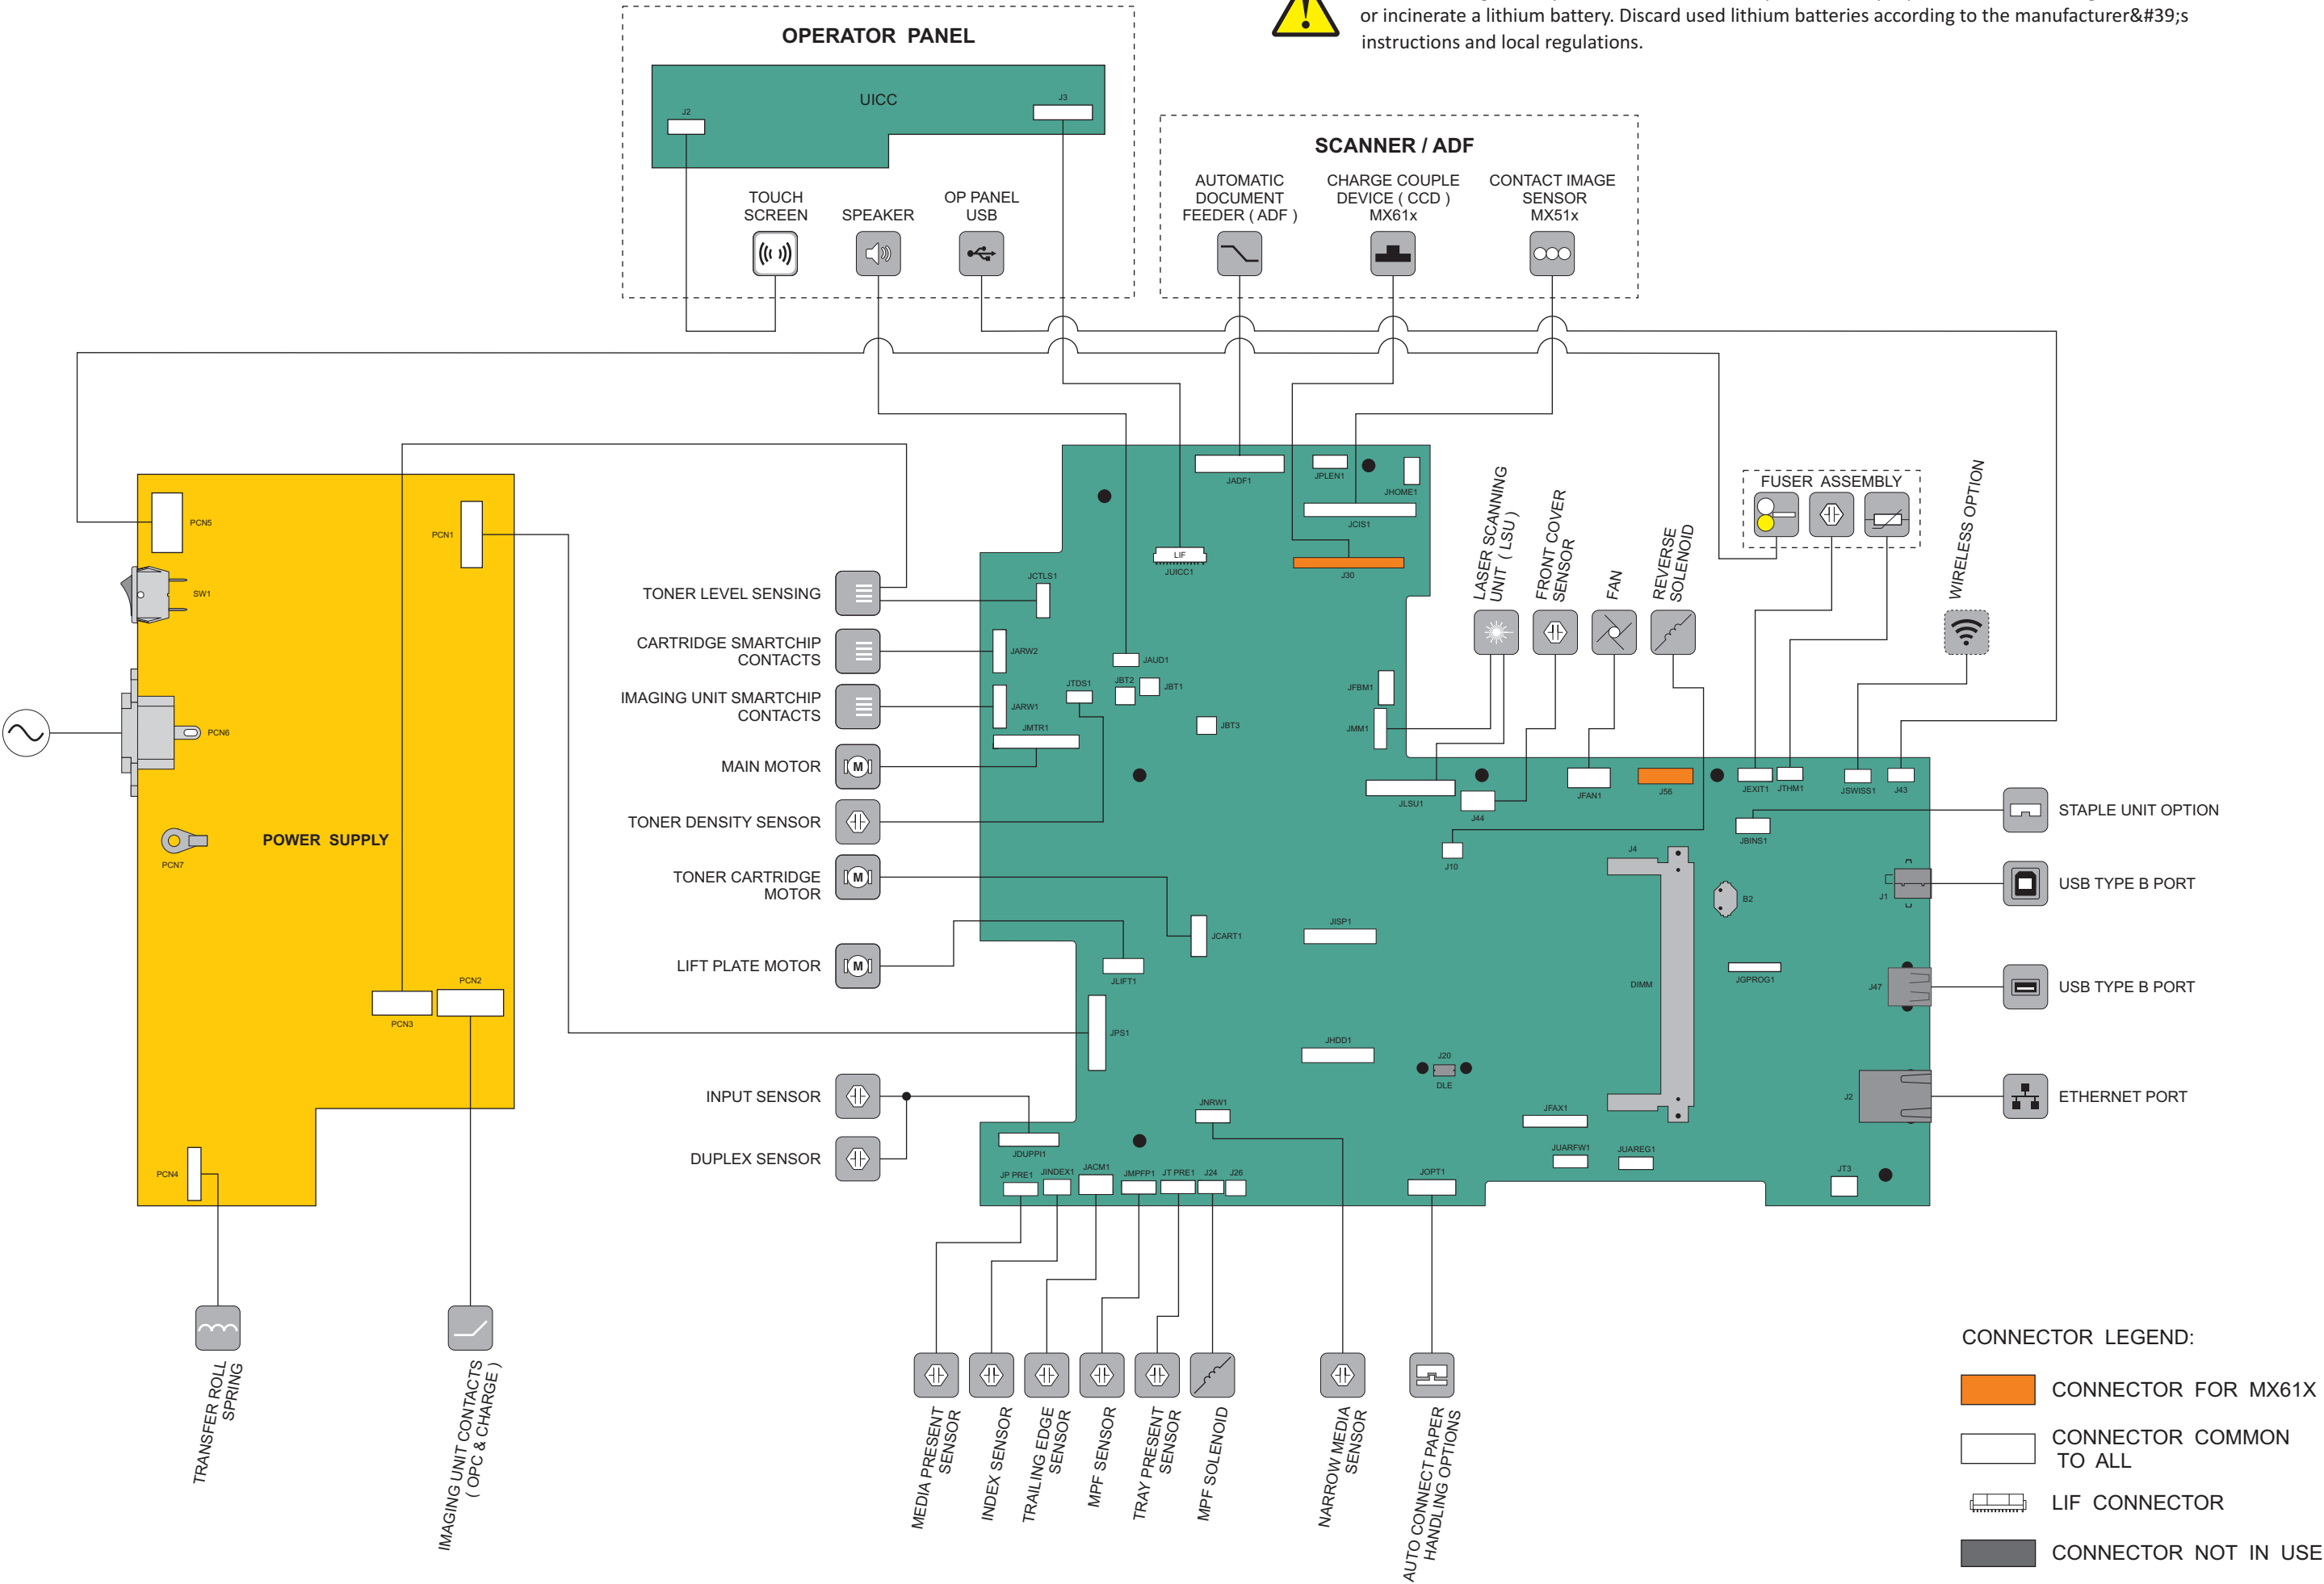 or incinerate a lithium battery. Discard used lithium batteries according to the manufacturer&#39;s
instructions and local regulations.
OPERATOR PANEL
UICC
J2
J3
TOUCH
SCREEN
SPEAKER
OP PANEL
USB
SCANNER / ADF
AUTOMATIC
DOCUMENT
FEEDER ( ADF )
CHARGE COUPLE
DEVICE ( CCD )
MX61x
CONTACT IMAGE
SENSOR
MX51x
PCN5
PCN1
SW1
PCN6
POWER SUPPLY
PCN7
PCN2
PCN3
PCN4
TRANSFER ROLL
SPRING
IMAGING UNIT CONTACTS
( OPC & CHARGE )
TONER LEVEL SENSING
CARTRIDGE SMARTCHIP
CONTACTS
IMAGING UNIT SMARTCHIP
CONTACTS
MAIN MOTOR
TONER DENSITY SENSOR
TONER CARTRIDGE
MOTOR
LIFT PLATE MOTOR
INPUT SENSOR
DUPLEX SENSOR
JADF1
JPLEN1
JHOME1
JCIS1
LIF
JUICC1
J30
JCTLS1
JARW2
JAUD1
JTDS1
JBT2
JBT1
JARW1
JMTR1
JBT3
JFBM1
JMM1
LASER SCANNING
UNIT ( LSU )
FRONT COVER
SENSOR
FAN
REVERSE
SOLENOID
FUSER ASSEMBLY
WIRELESS OPTION
JLSU1
J44
JFAN1
J56
JEXIT1
JTHM1
JSWISS1
J43
JBINS1
J10
J4
B2
J1
JCART1
JISP1
JLIFT1
DIMM
JGPROG1
J47
JPS1
JHDD1
J20
DLE
J2
JNRW1
JFAX1
JDUPPI1
JUARFW1
JUAREG1
JP PRE1
JINDEX1
JACM1
JMPFP1
JT PRE1
J24
J26
JOPT1
JT3
STAPLE UNIT OPTION
USB TYPE B PORT
USB TYPE B PORT
ETHERNET PORT
MEDIA PRESENT
SENSOR
INDEX SENSOR
TRAILING EDGE
SENSOR
MPF SENSOR
TRAY PRESENT
SENSOR
MPF SOLENOID
NARROW MEDIA
SENSOR
AUTO CONNECT PAPER
HANDLING OPTIONS
CONNECTOR LEGEND:
CONNECTOR FOR MX61X
CONNECTOR COMMON
TO ALL
LIF CONNECTOR
CONNECTOR NOT IN USE